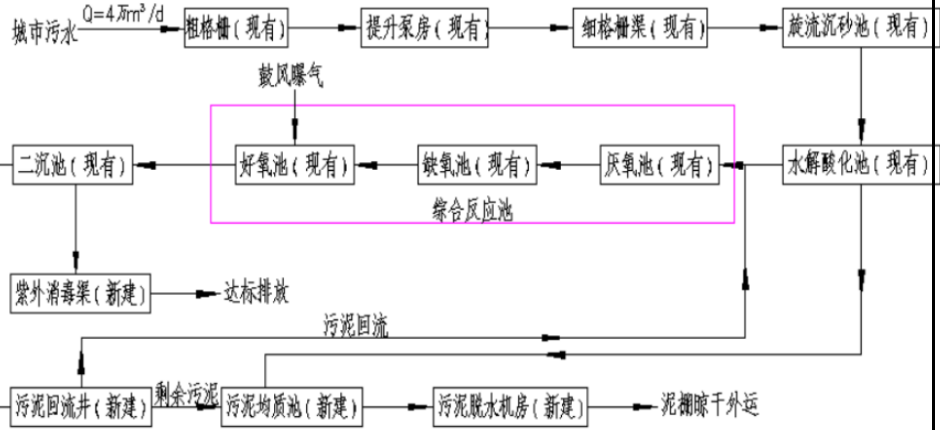 城市污水
Q=4万m³/d
粗格栅(现有)
提升泵房(现有)
细格栅渠(现有)
旋流沉砂池(现有)
鼓风曝气
二沉池(现有)
好氧池(现有)
缺氧池(现有)
厌氧池(现有)
水解酸化池(现有)
综合反应池
紫外消毒渠(新建)
达标排放
污泥回流
污泥回流井(新建)
剩余污泥
污泥均质池(新建)
污泥脱水机房(新建)
泥棚晾干外运